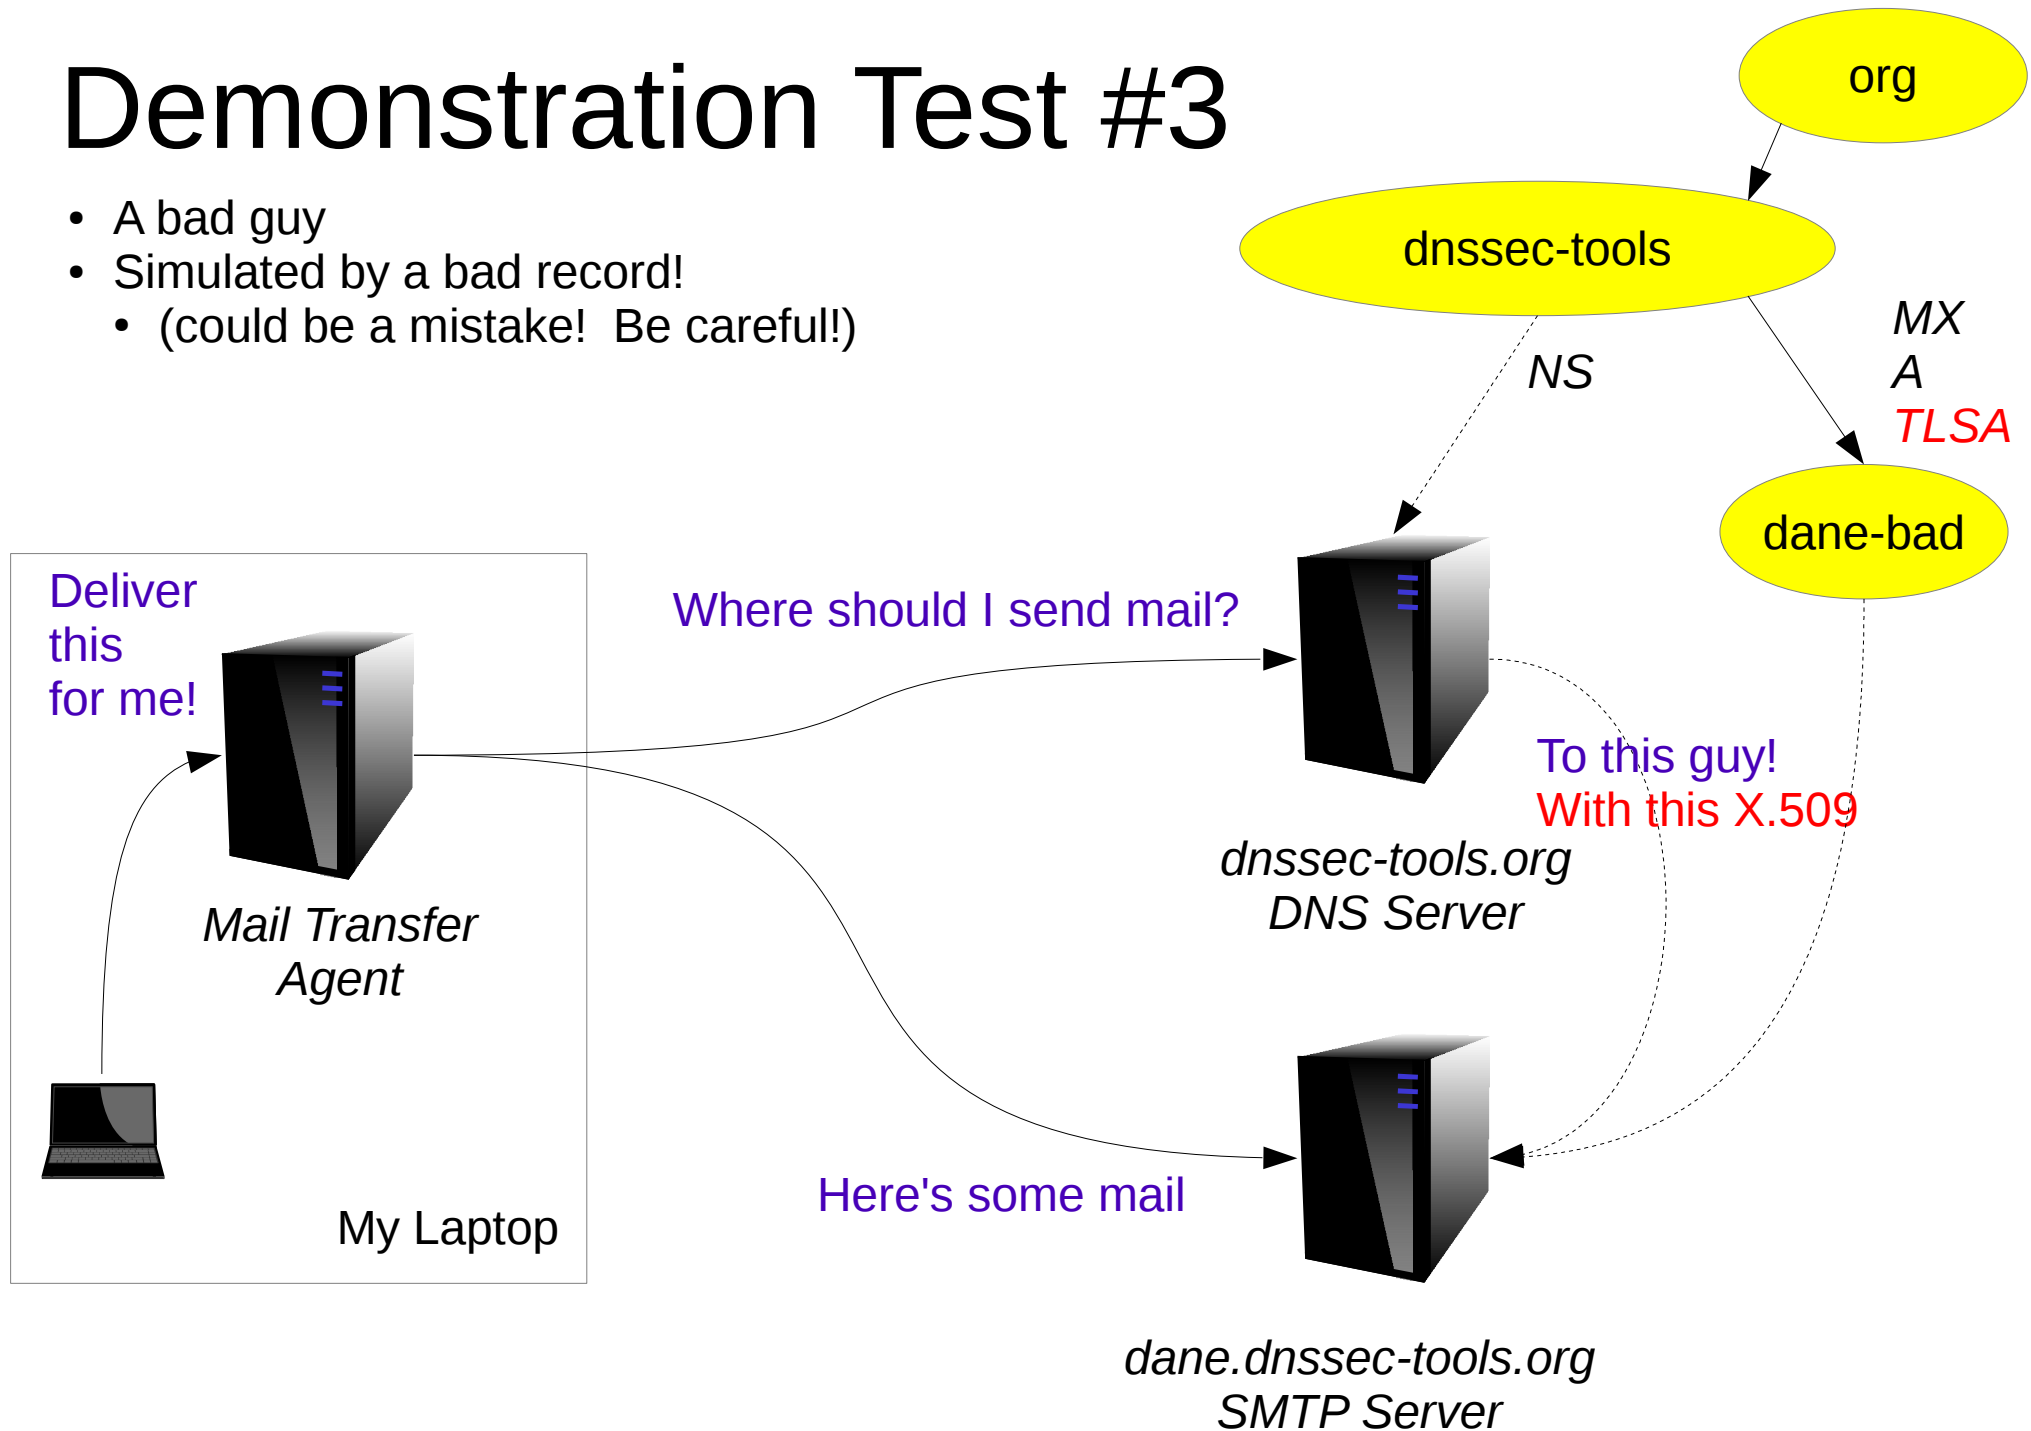 Demonstration Test #3
• A bad guy
• Simulated by a bad record!
• (could be a mistake!  Be careful!)
org
dnssec-tools
MX
A
TLSA
NS
dane-bad
Deliver
this
for me!
Where should I send mail?
To this guy!
With this X.509
dnssec-tools.org
DNS Server
Mail Transfer
Agent
Here's some mail
My Laptop
dane.dnssec-tools.org
SMTP Server